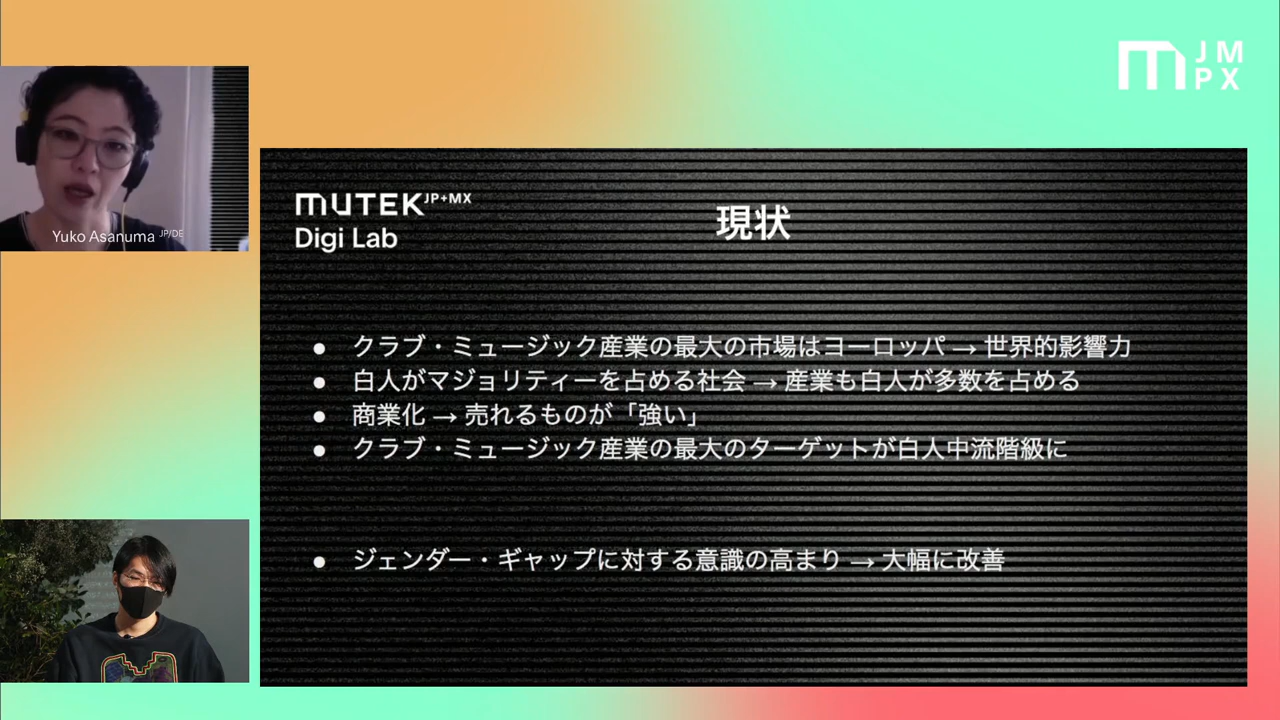 JM
PX
Yuko Asanuma JP/DE
MUTEK JP+MX
Digi Lab
現状
● クラブ・ミュージック産業の最大の市場はヨーロッパ → 世界的影響力
● 白人がマジョリティーを占める社会 → 産業も白人が多数を占める
● 商業化 → 売れるものが「強い」
● クラブ・ミュージック産業の最大のターゲットが白人中流階級に
● ジェンダー・ギャップに対する意識の高まり → 大幅に改善